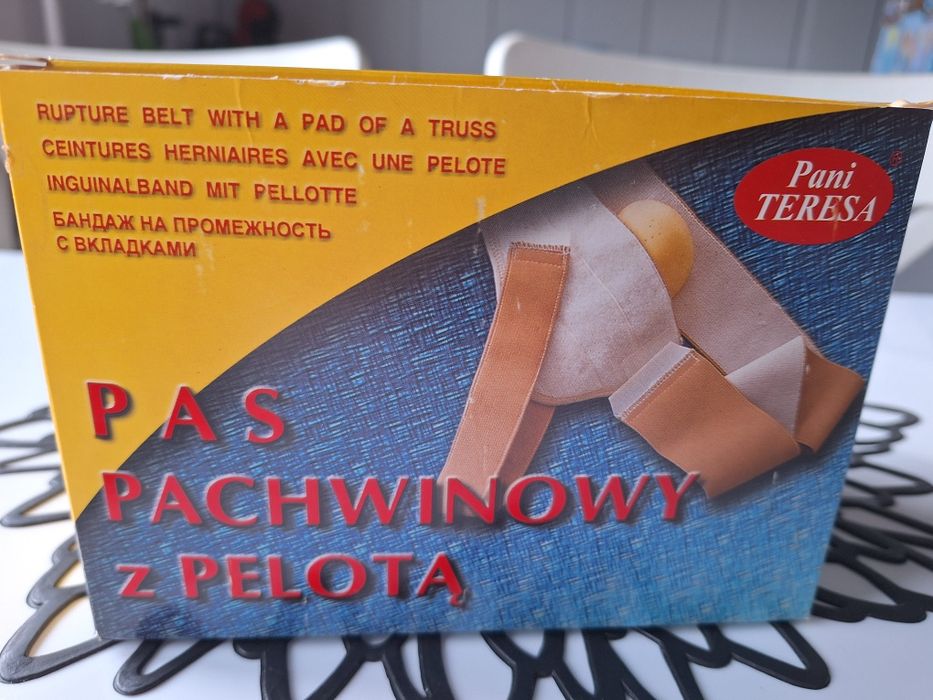 RUPTURE BELT WITH A PAD OF A TRUSS
CEINTURES HERNIAIRES AVEC UNE PELOTE
INGUINALBAND MIT PELLOTTE
БАНДАЖ НА ПРОМЕЖНОСТЬ
С ВКЛАДКАМИ
Pani
TERESA
®
PAS
PACHWINOWY
z PELOTĄ